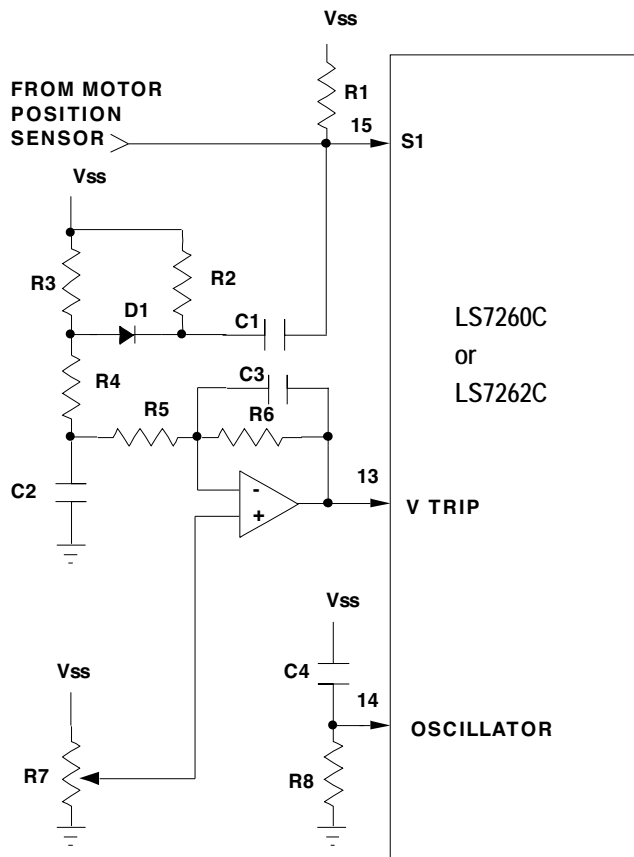 Vss
R1
FROM MOTOR
POSITION
SENSOR
15
S1
Vss
R3
R2
D1
C1
LS7260C
or
LS7262C
R4
C3
R5
R6
C2
-
+
13
V TRIP
Vss
Vss
C4
14
OSCILLATOR
R7
R8